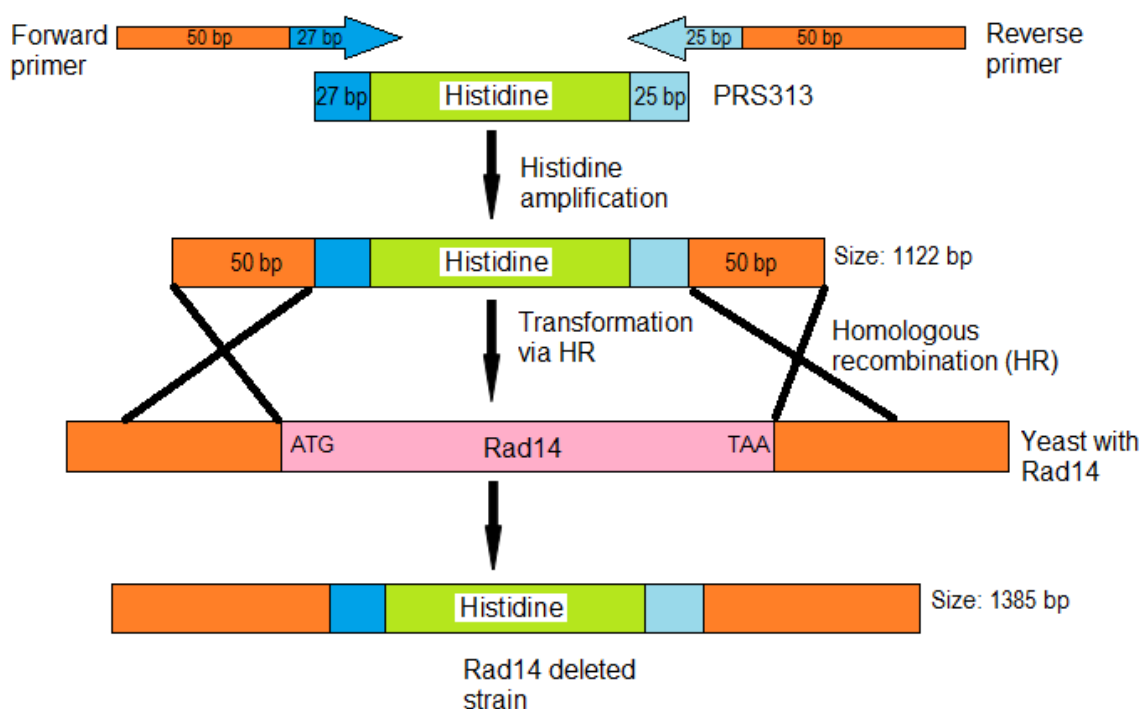 Forward
primer
50 bp
27 bp
25 bp
50 bp
Reverse
primer
27 bp
Histidine
25 bp
PRS313
Histidine
amplification
50 bp
Histidine
50 bp
Size: 1122 bp
Transformation
via HR
Homologous
recombination (HR)
ATG
Rad14
TAA
Yeast with
Rad14
Histidine
Size: 1385 bp
Rad14 deleted
strain